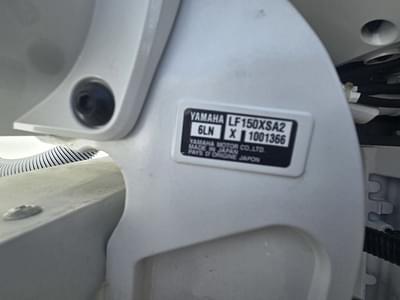 YAMAHA LF150XSA2
6LN X 1001366
YAMAHA MOTOR CO.,LTD.
MADE IN JAPAN
PAYS D'ORIGINE JAPON